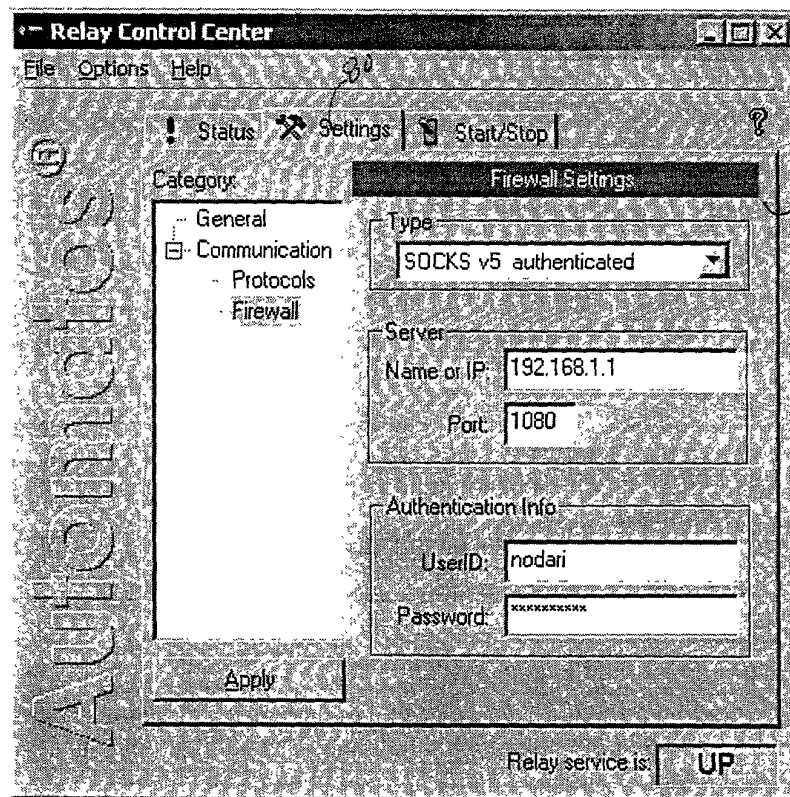 Relay Control Center
File Options Help
80
! Status Settings Start/Stop ?
Category:
General
Communication
Protocols
Firewall
Apply
Firewall Settings
Type
SOCKS v5 authenticated
Server
Name or IP: 192.168.1.1
Port: 1080
Authentication Info
UserID: nodari
Password: xxxxxxxxxx
Relay service is: UP